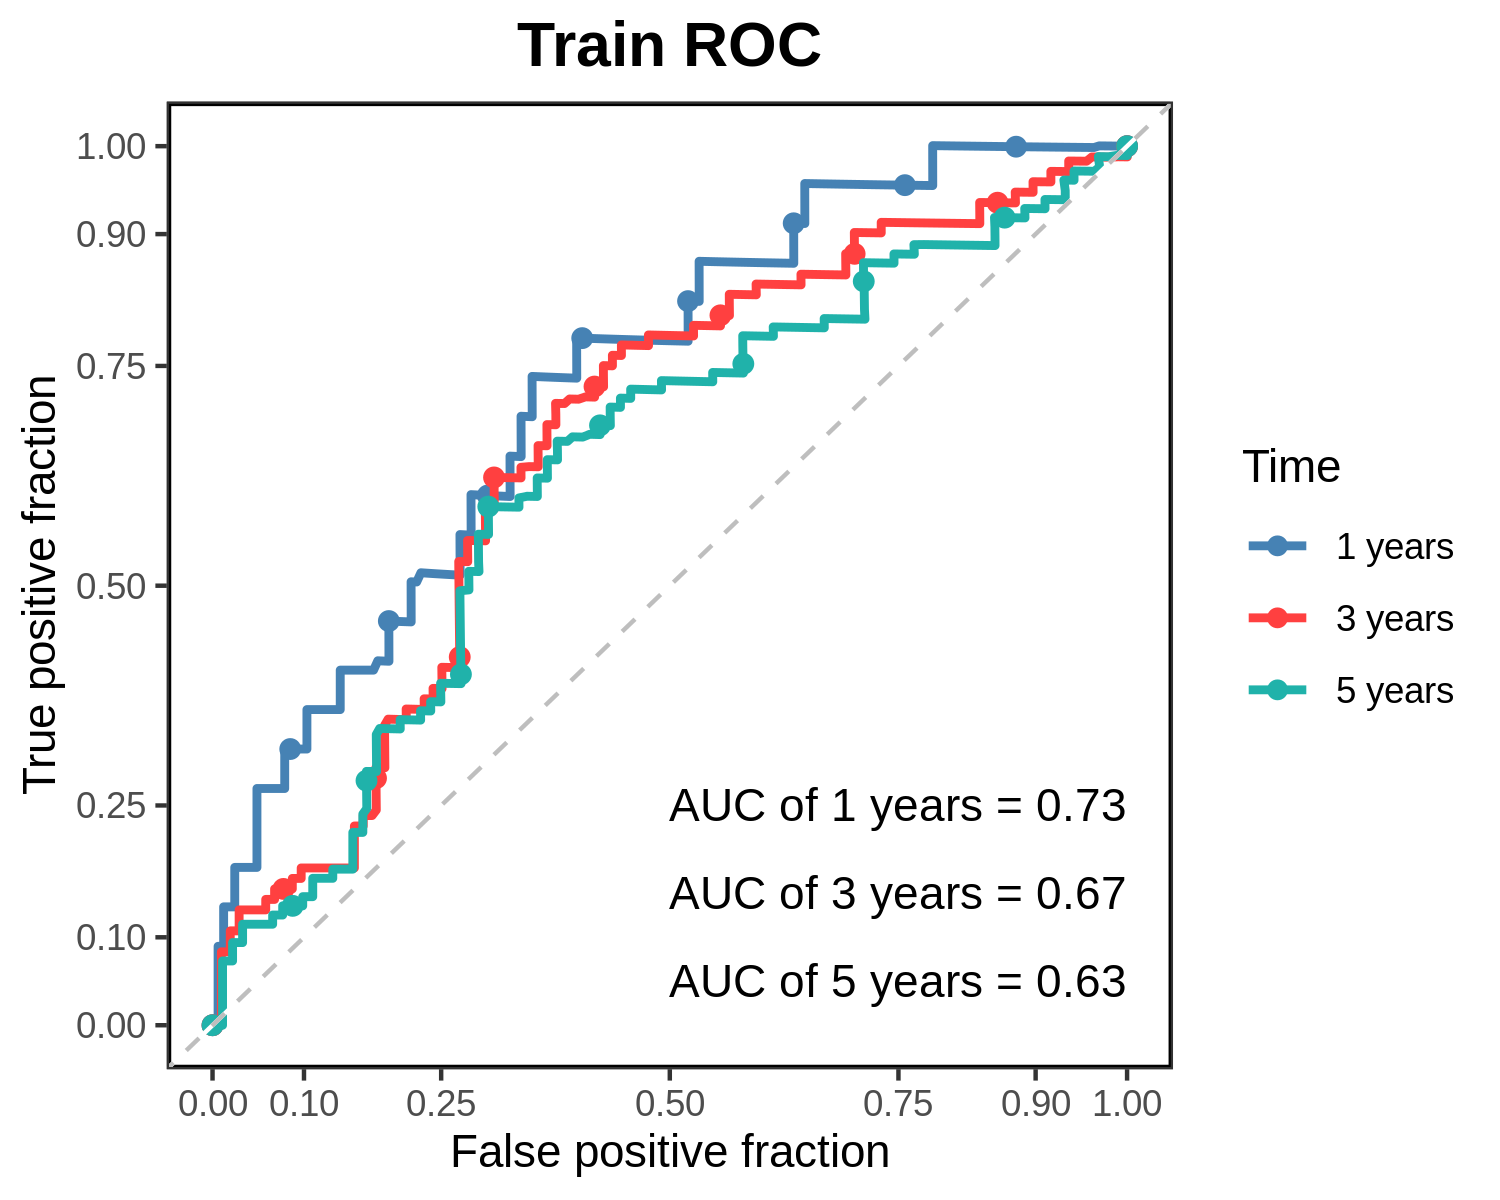 Train ROC
True positive fraction
1.00
0.90
0.75
0.50
0.25
0.10
0.00
0.00 0.10 0.25 0.50 0.75 0.90 1.00
False positive fraction
AUC of 1 years = 0.73
AUC of 3 years = 0.67
AUC of 5 years = 0.63
Time
1 years
3 years
5 years